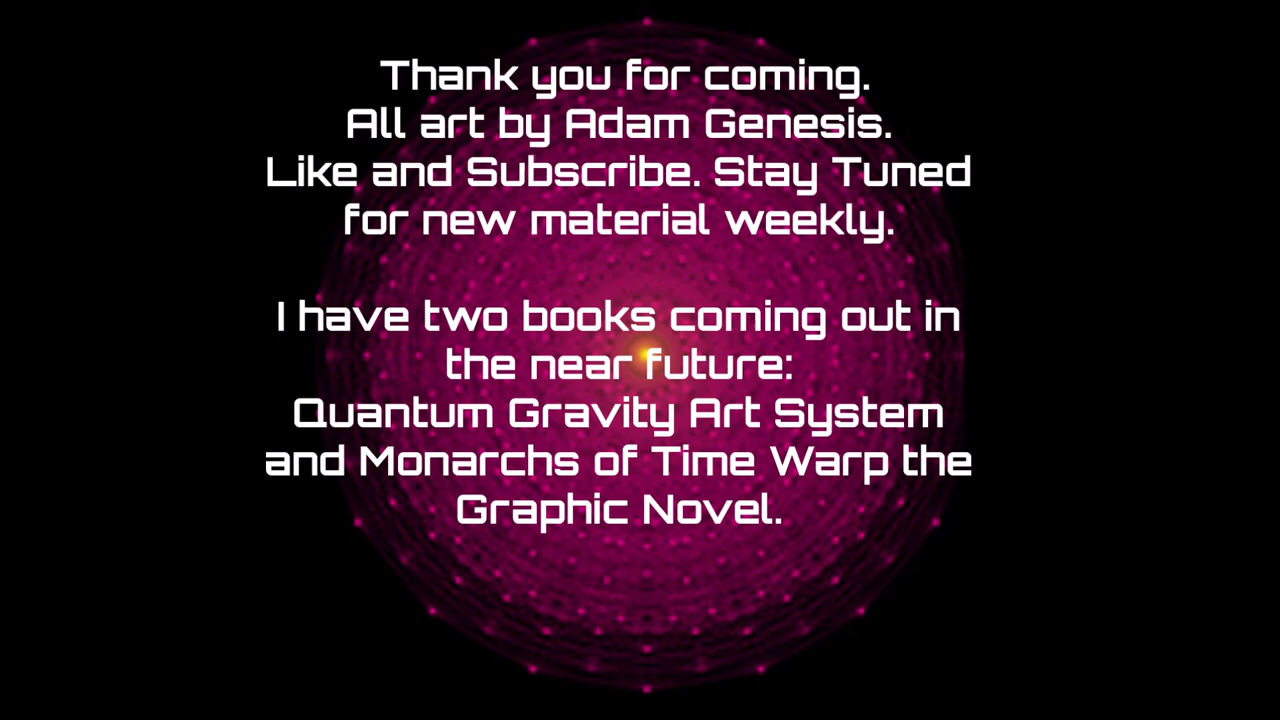 Thank you for coming.
All art by Adam Genesis.
Like and Subscribe. Stay Tuned
for new material weekly.
I have two books coming out in
the near future:
Quantum Gravity Art System
and Monarchs of Time Warp the
Graphic Novel.